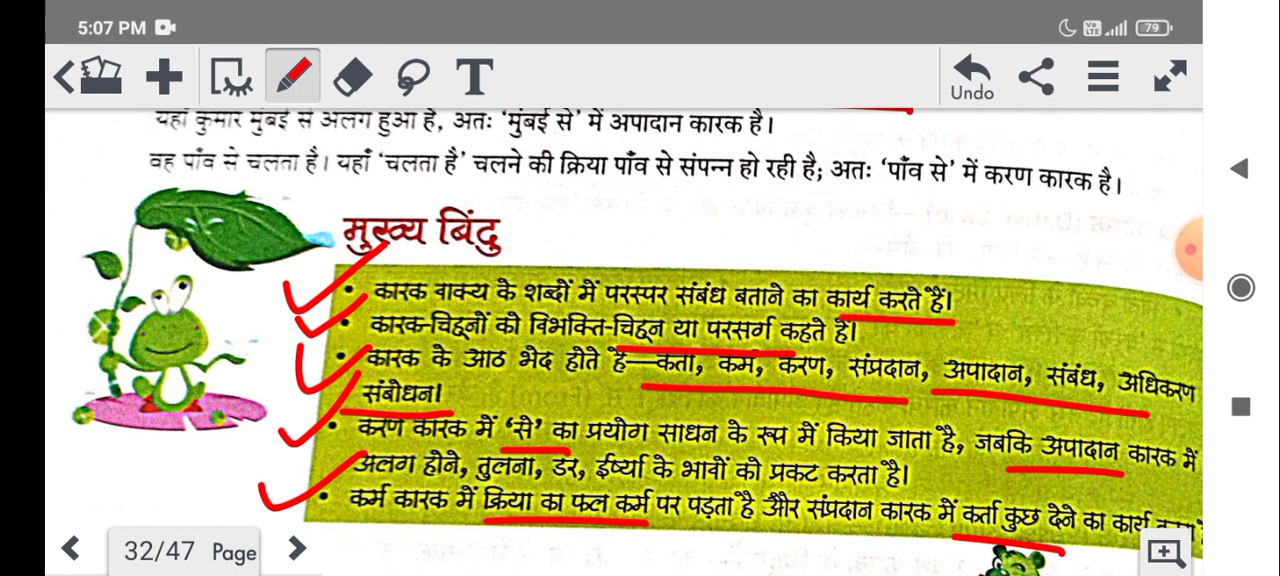 5:07 PM
79
Undo
यहाँ कुमार मुंबई से अलग हुआ है, अतः ‘मुंबई से’ में अपादान कारक है।
वह पाँव से चलता है। यहाँ ‘चलता है’ चलने की क्रिया पाँव से संपन्न हो रही है; अतः ‘पाँव से’ में करण कारक है।
मुख्य बिंदु
• कारक वाक्य के शब्दों में परस्पर संबंध बताने का कार्य करते हैं।
• कारक-चिह्नों को विभक्ति-चिह्न या परसर्ग कहते हैं।
• कारक के आठ भेद होते हैं—कर्ता, कर्म, करण, संप्रदान, अपादान, संबंध, अधिकरण
संबोधन।
• करण कारक में ‘से’ का प्रयोग साधन के रूप में किया जाता है, जबकि अपादान कारक में
अलग होने, तुलना, डर, ईर्ष्या के भावों को प्रकट करता है।
• कर्म कारक में क्रिया का फल कर्म पर पड़ता है और संप्रदान कारक में कर्ता कुछ देने का कार्य
32/47 Page